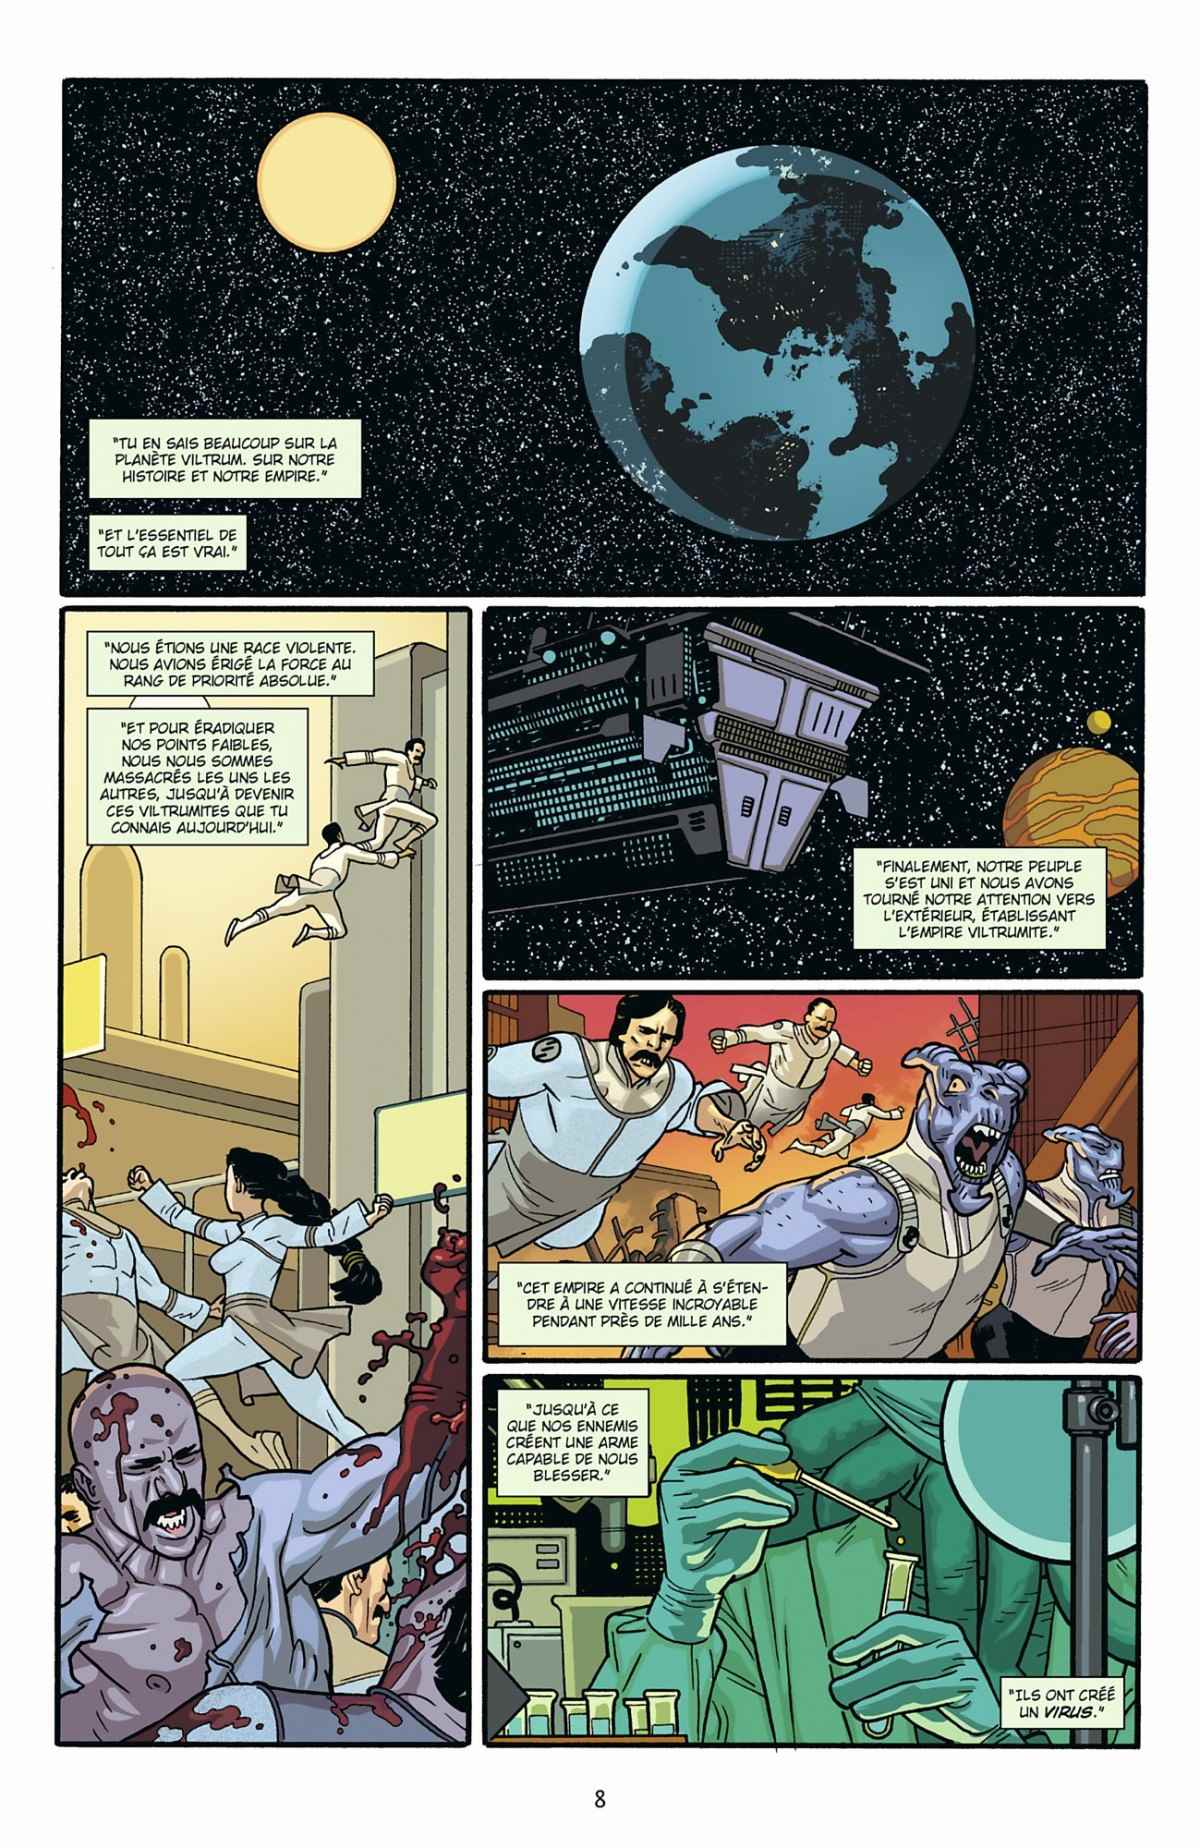 "TU EN SAIS BEAUCOUP SUR LA
PLANÈTE VILTRUM. SUR NOTRE
HISTOIRE ET NOTRE EMPIRE."
"ET L'ESSENTIEL DE
TOUT ÇA EST VRAI."
"NOUS ÉTIONS UNE RACE VIOLENTE.
NOUS AVIONS ÉRIGÉ LA FORCE AU
RANG DE PRIORITÉ ABSOLUE."
"ET POUR ÉRADIQUER
NOS POINTS FAIBLES,
NOUS NOUS SOMMES
MASSACRÉS LES UNS LES
AUTRES, JUSQU'À DEVENIR
CES VILTRUMITES QUE TU
CONNAIS AUJOURD'HUI."
"FINALEMENT, NOTRE PEUPLE
S'EST UNI ET NOUS AVONS
TOURNÉ NOTRE ATTENTION VERS
L'EXTÉRIEUR, ÉTABLISSANT
L'EMPIRE VILTRUMITE."
"CET EMPIRE A CONTINUÉ À S'ÉTEN-
DRE À UNE VITESSE INCROYABLE
PENDANT PRÈS DE MILLE ANS."
"JUSQU'À CE
QUE NOS ENNEMIS
CRÉENT UNE ARME
CAPABLE DE NOUS
BLESSER."
"ILS ONT CRÉÉ
UN VIRUS."
8